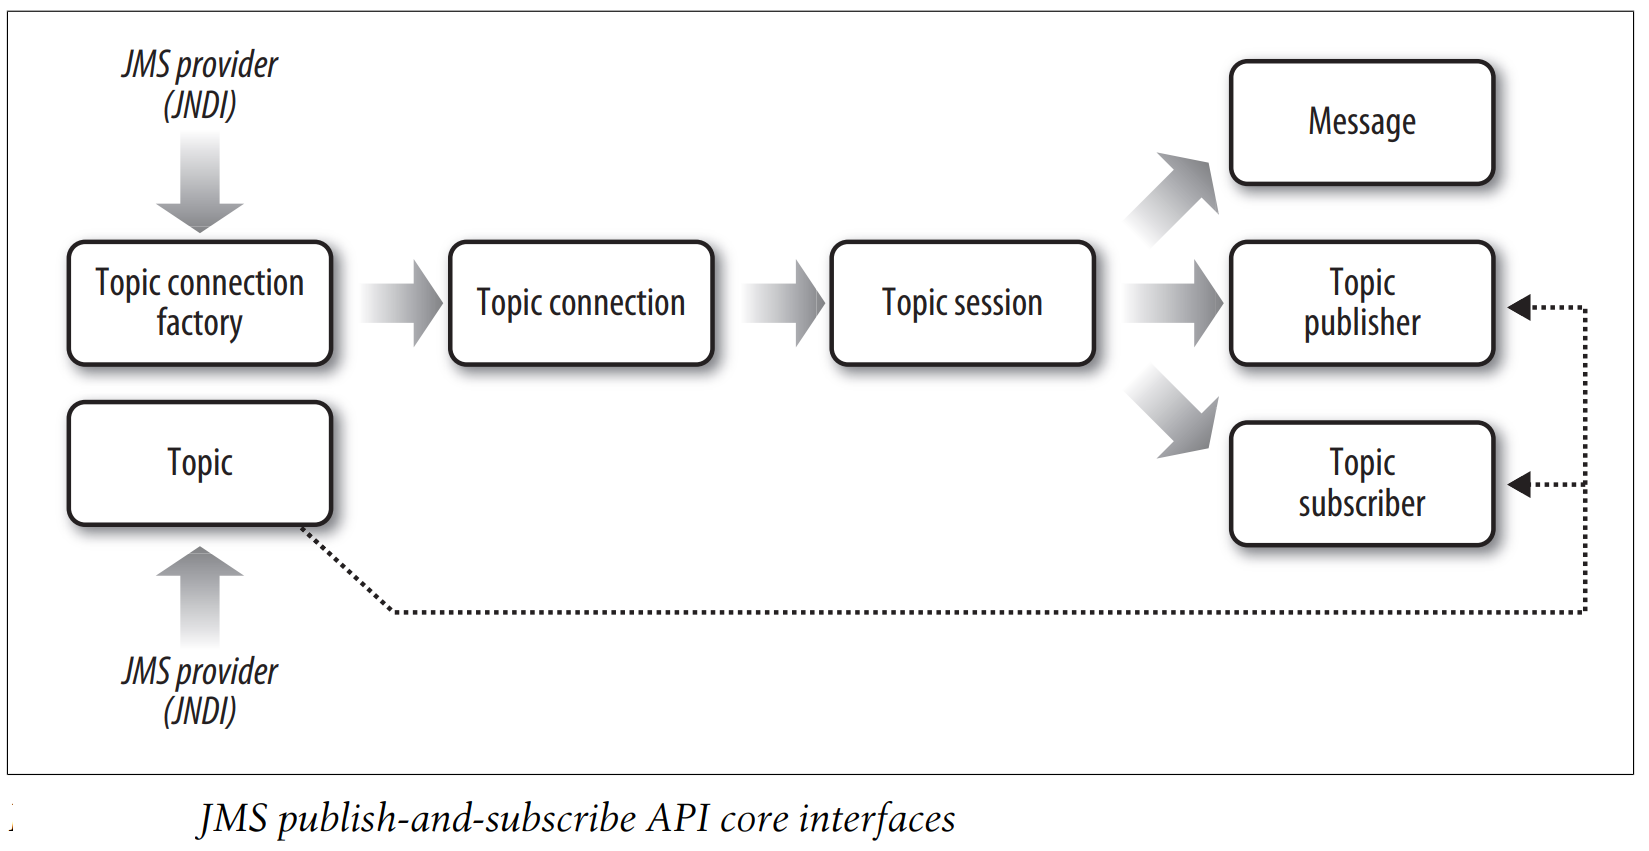 JMS provider
(JNDI)
Message
Topic connection
factory
Topic connection
Topic session
Topic
publisher
Topic
Topic
subscriber
JMS provider
(JNDI)
JMS publish-and-subscribe API core interfaces